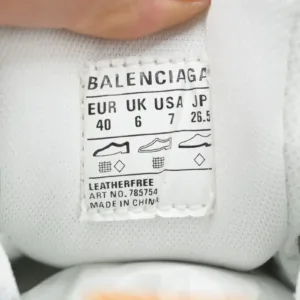 BALENCIAGA
EUR UK USA JP
40 6 7 26.5
LEATHERFREE
ART NO. 785754
MADE IN CHINA